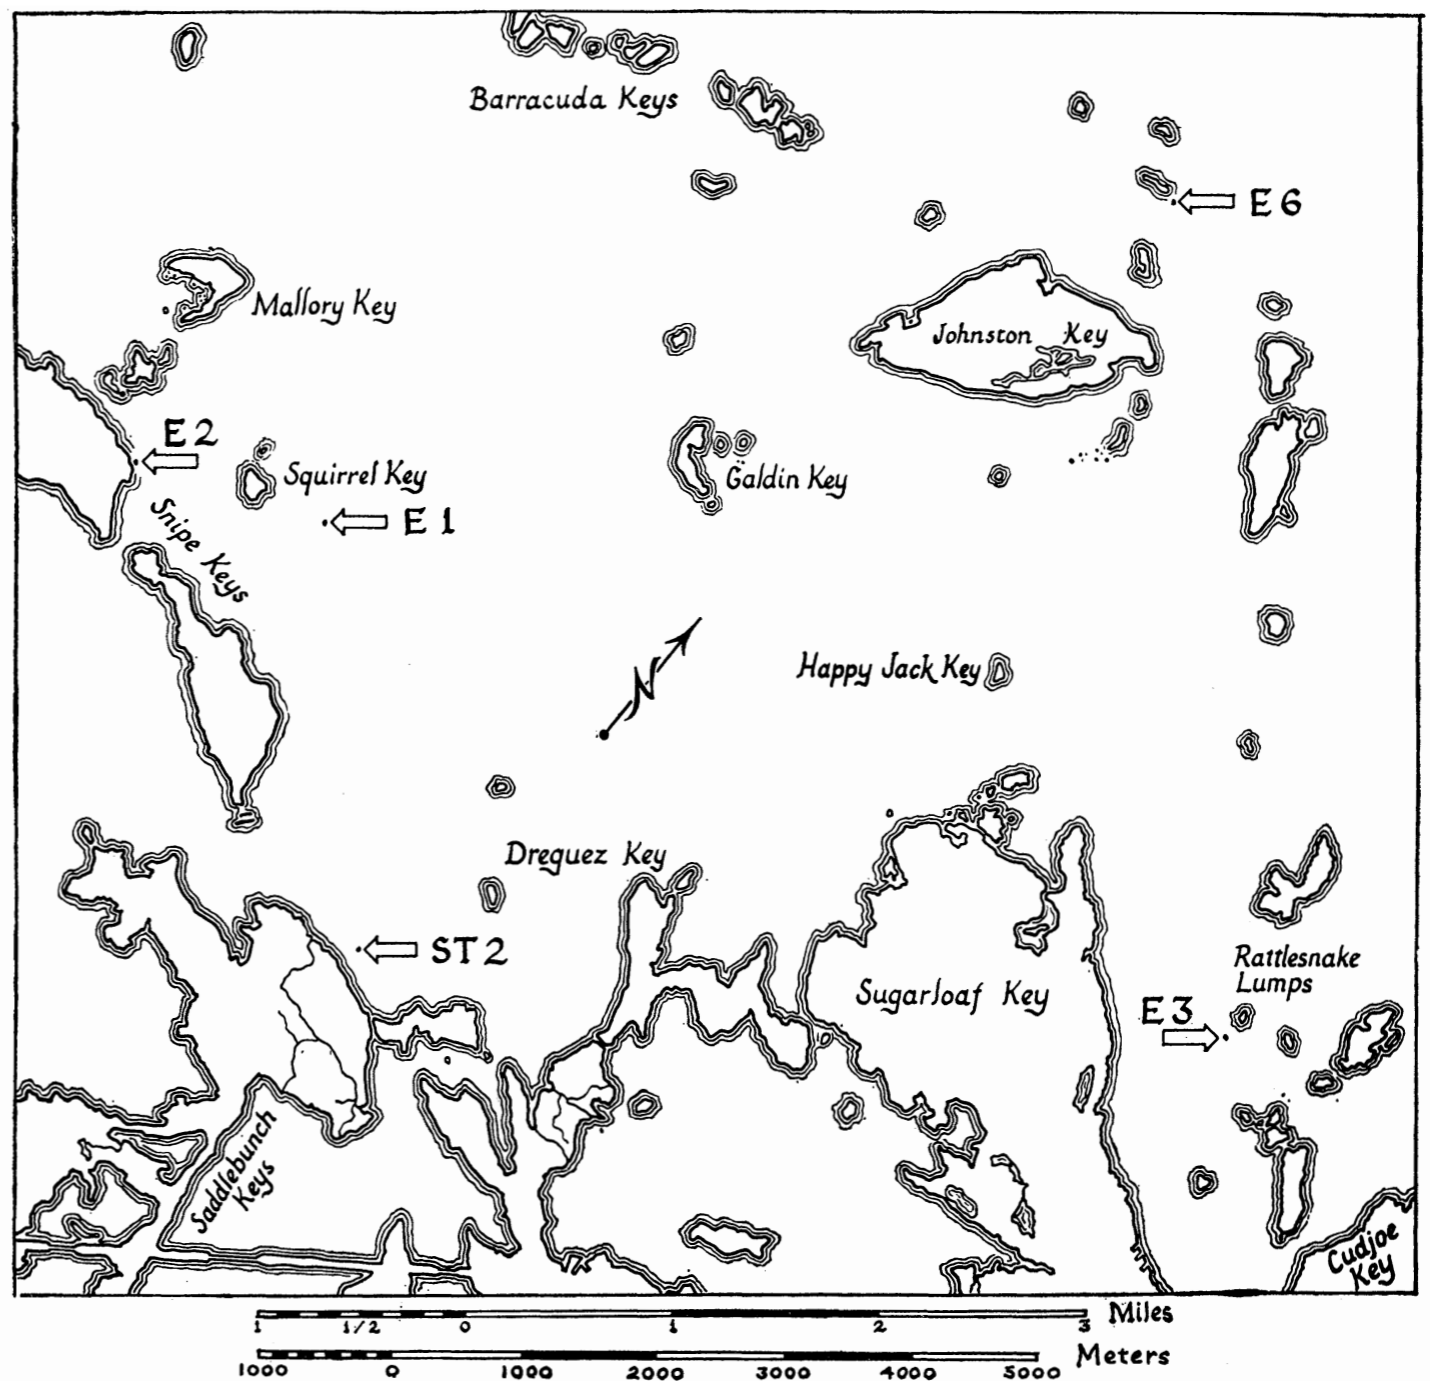 Barracuda Keys
E 6
Mallory Key
Johnston Key
E 2
Squirrel Key
Galdin Key
E 1
Snipe Keys
N
Happy Jack Key
Dreguez Key
ST 2
Rattlesnake
Lumps
Sugarloaf Key
E 3
Saddlebunch
Keys
Cudjoe
Key
1 1/2 0 1 2 3 Miles
1000 0 1000 2000 3000 4000 5000 Meters